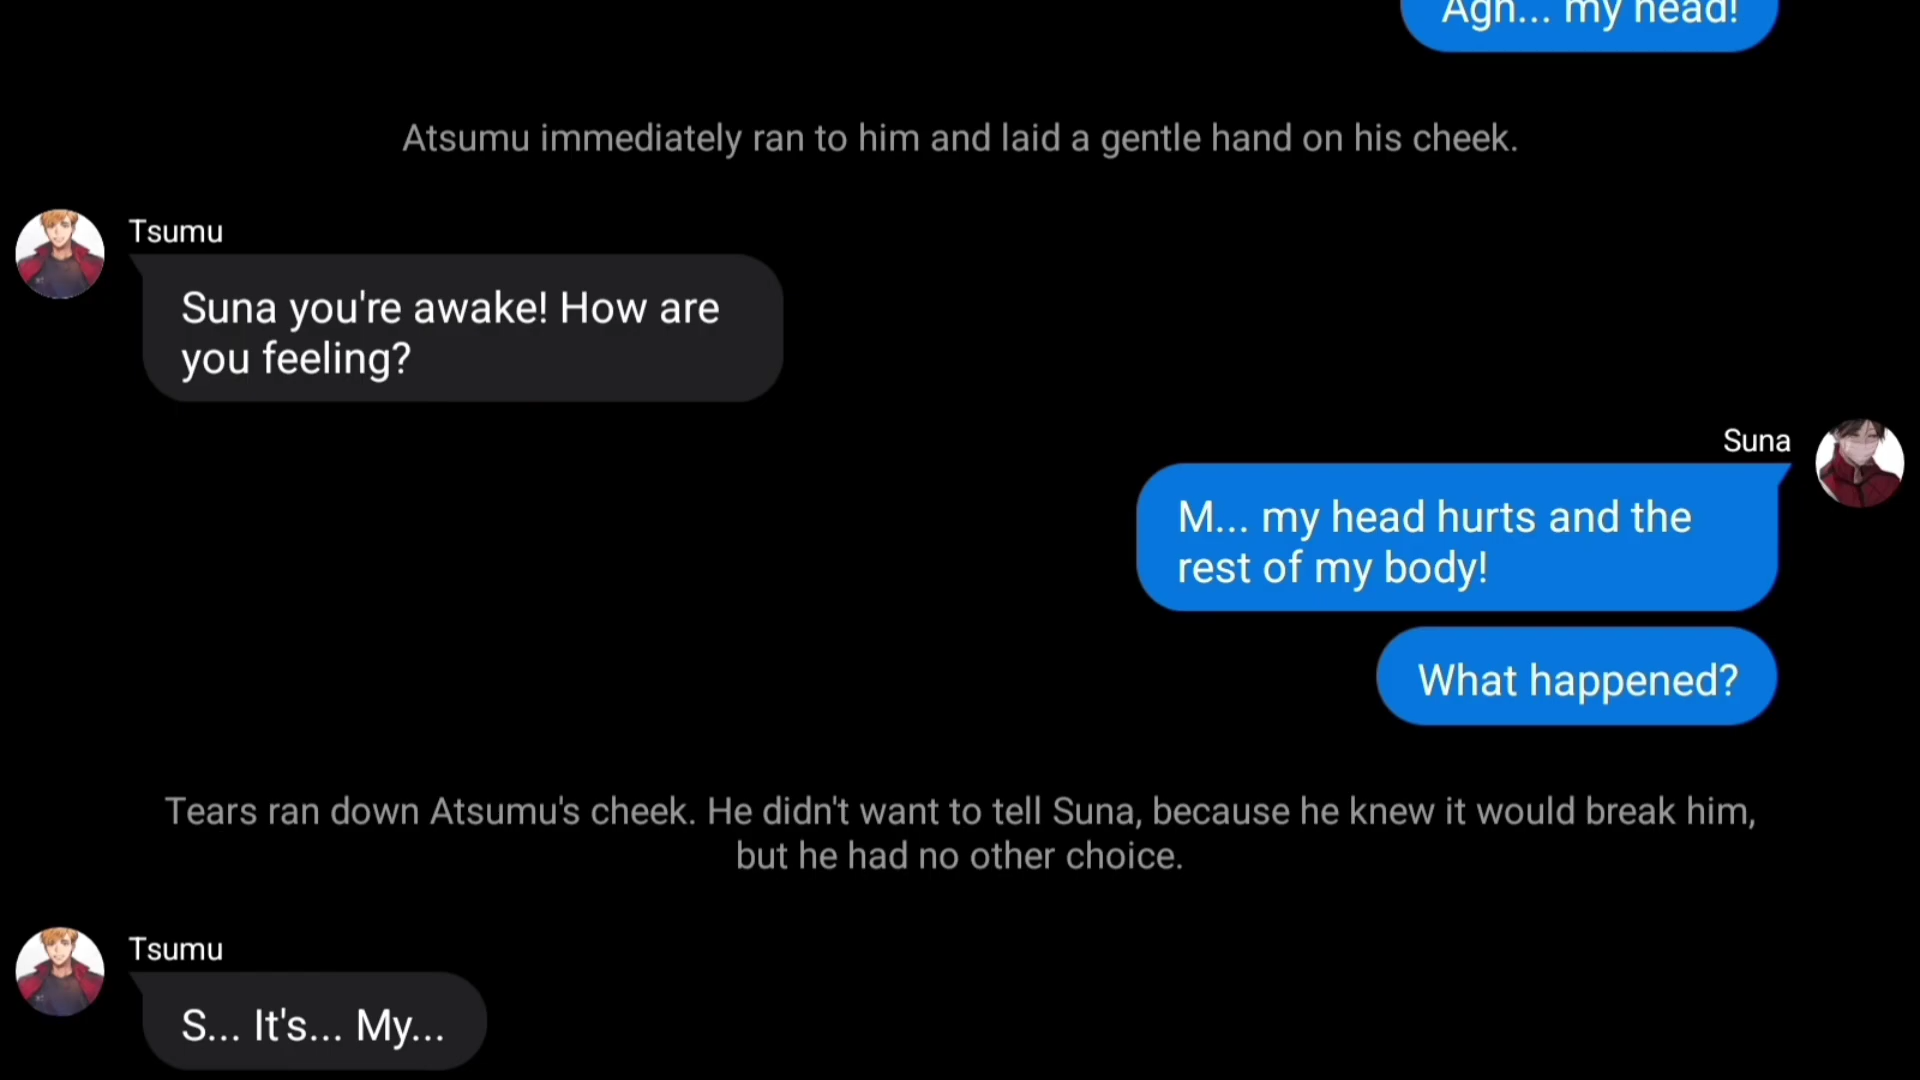 Agh... my head!
Atsumu immediately ran to him and laid a gentle hand on his cheek.
Tsumu
Suna you're awake! How are
you feeling?
Suna
M... my head hurts and the
rest of my body!
What happened?
Tears ran down Atsumu's cheek. He didn't want to tell Suna, because he knew it would break him,
but he had no other choice.
Tsumu
S... It's... My...